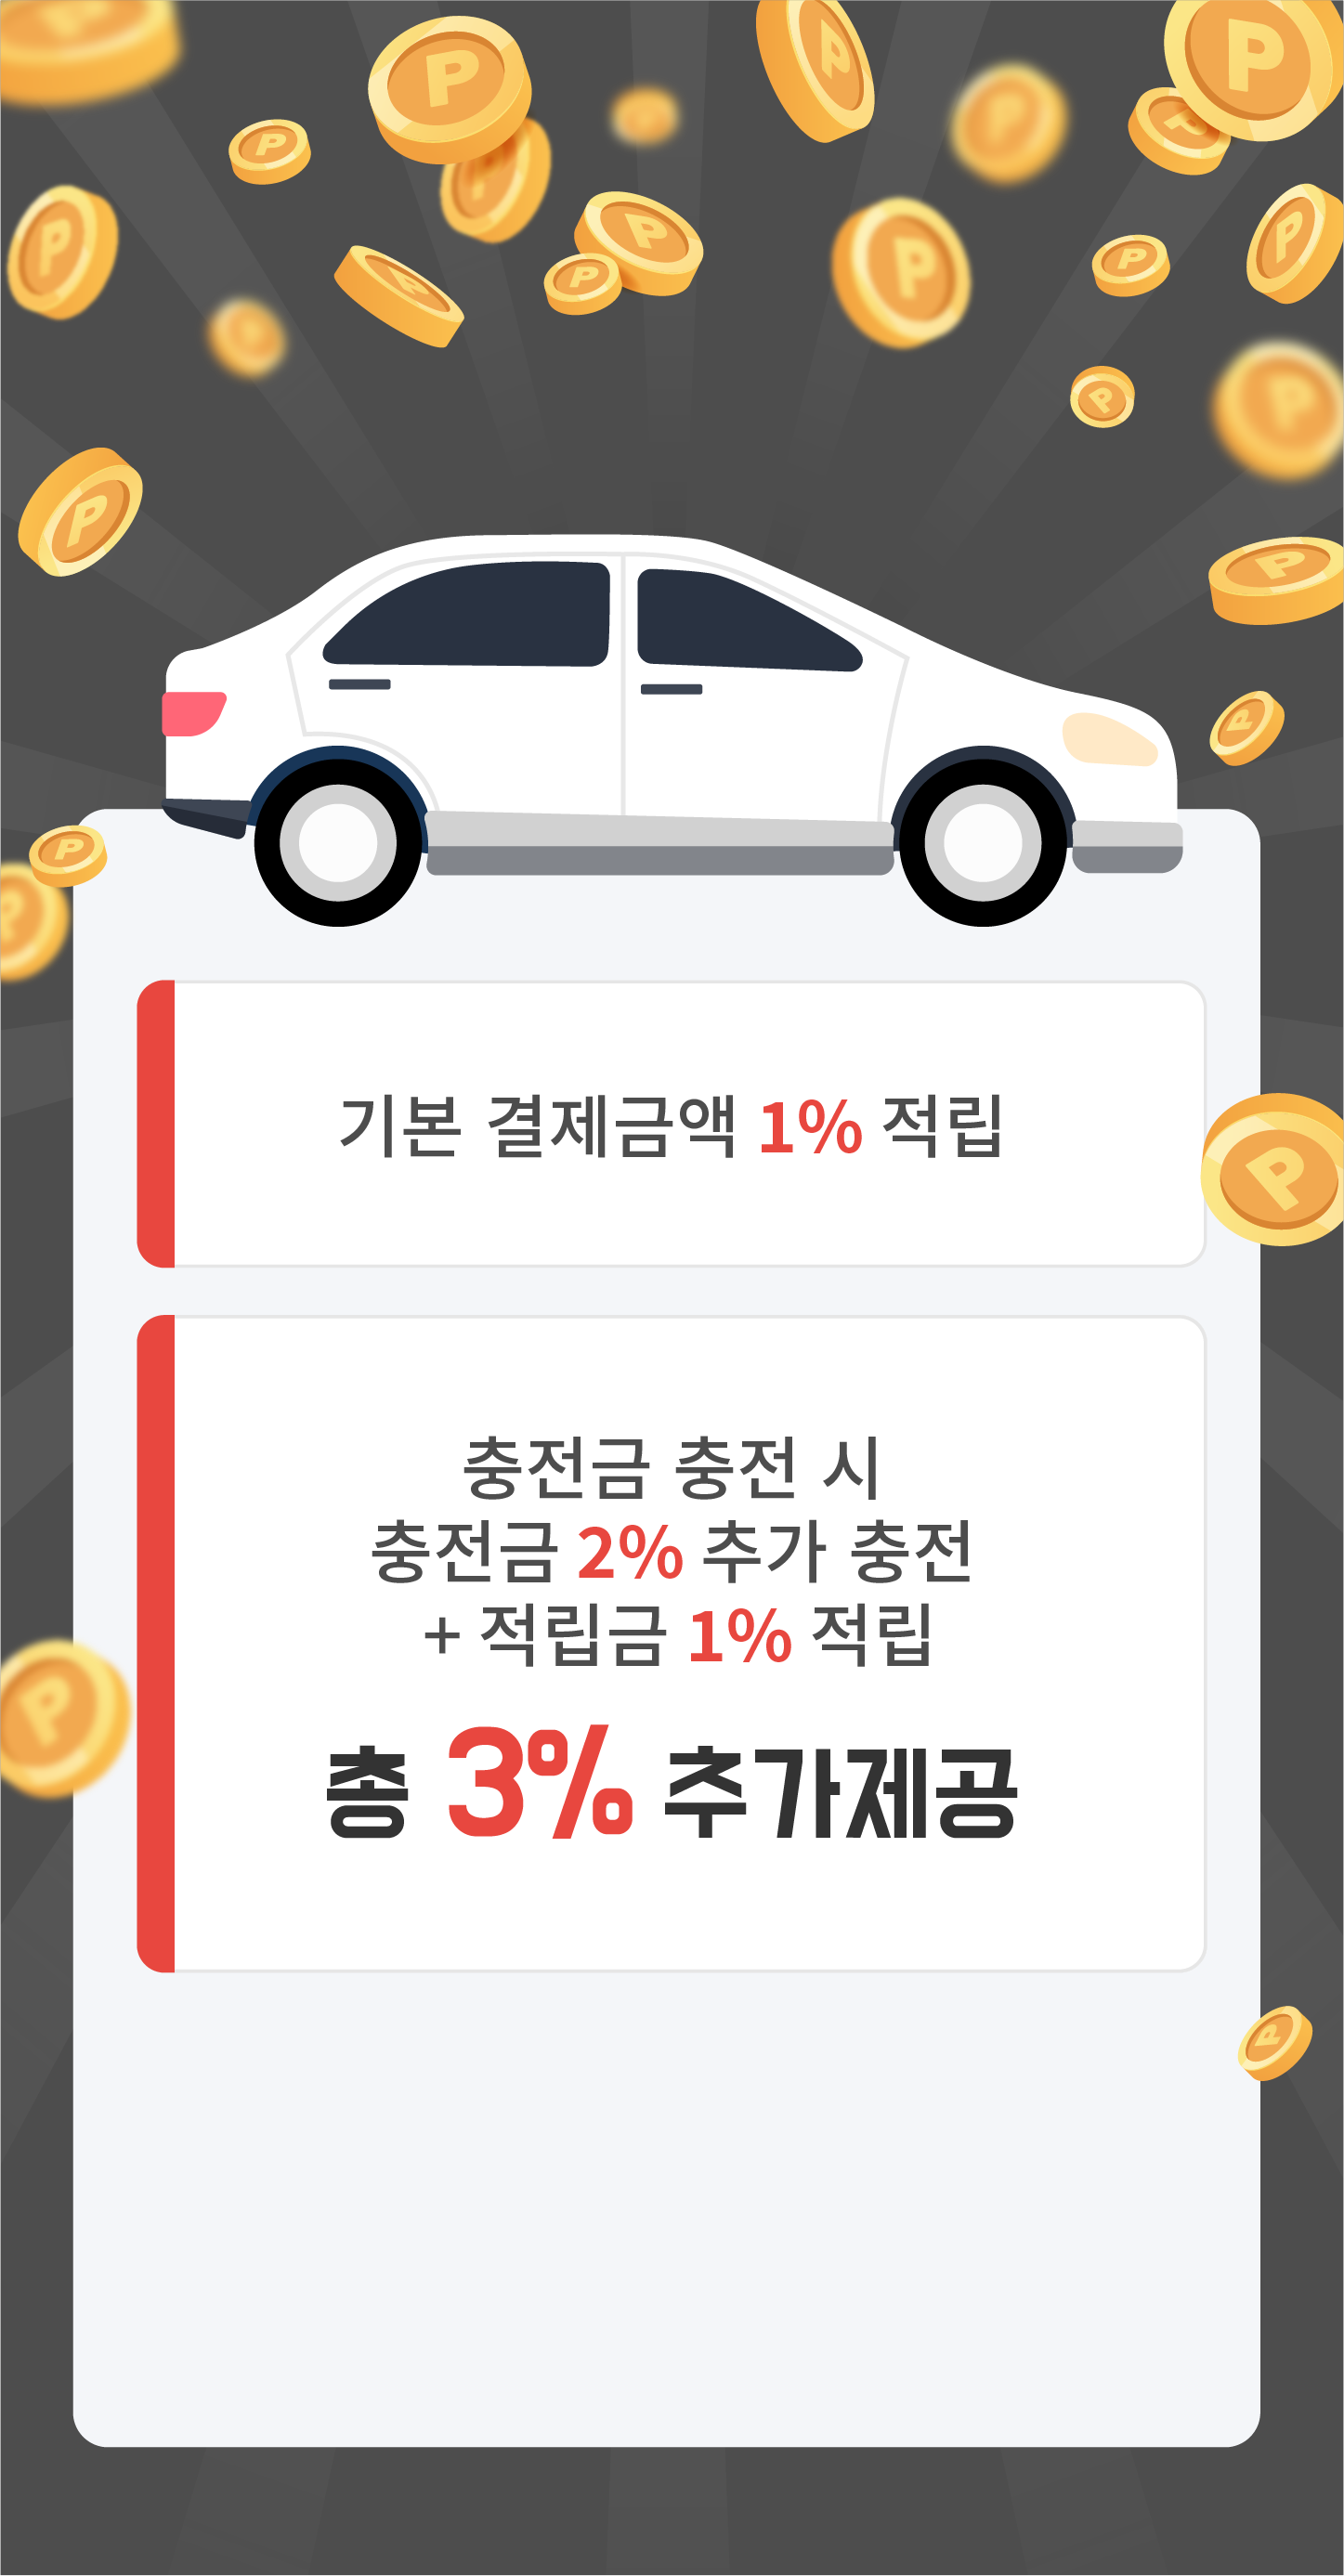 기본 결제금액 1% 적립
충전금 충전 시
충전금 2% 추가 충전
+ 적립금 1% 적립
총 3% 추가제공